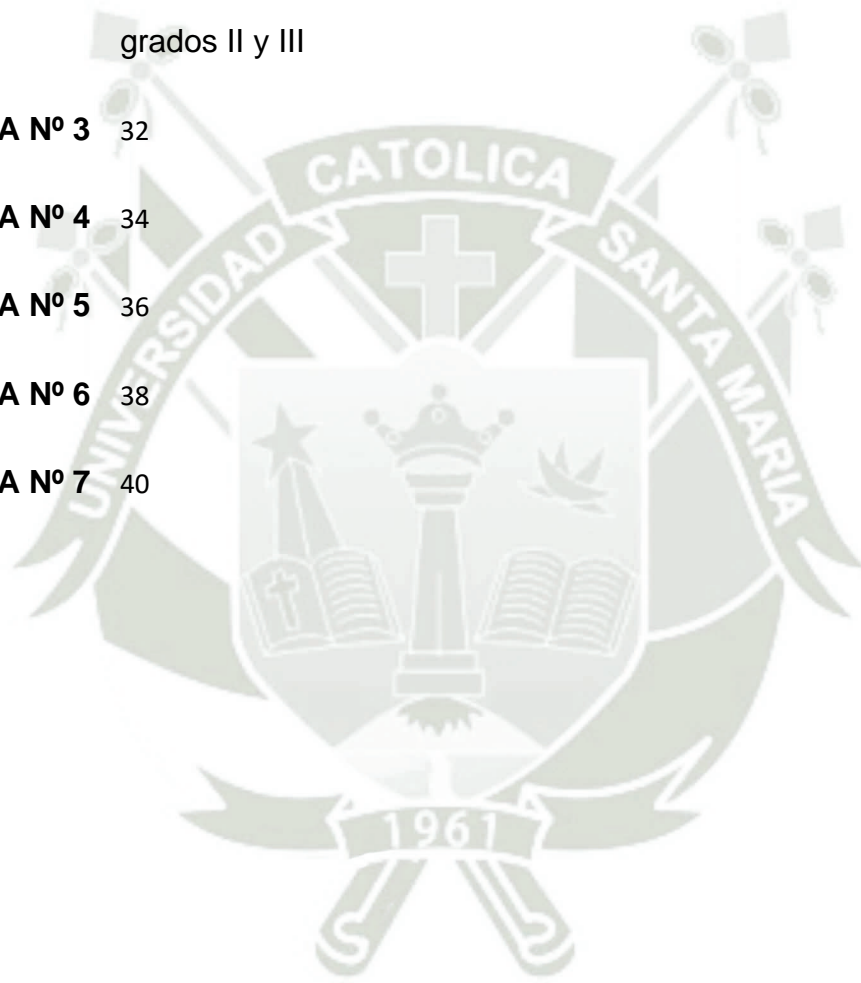 grados II y III
A Nº 3 32
A Nº 4 34
A Nº 5 36
A Nº 6 38
A Nº 7 40
UNIVERSIDAD CATOLICA SANTA MARIA
1961